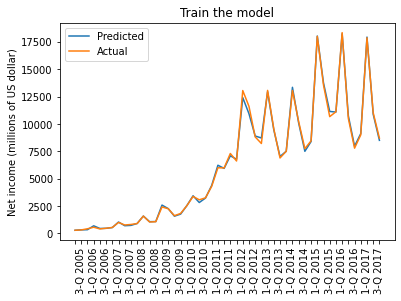 Train the model
Predicted
Actual
Net income (millions of US dollar)
17500
15000
12500
10000
7500
5000
2500
0
3-Q 2005
1-Q 2006
3-Q 2006
1-Q 2007
3-Q 2007
1-Q 2008
3-Q 2008
1-Q 2009
3-Q 2009
1-Q 2010
3-Q 2010
1-Q 2011
3-Q 2011
1-Q 2012
3-Q 2012
1-Q 2013
3-Q 2013
1-Q 2014
3-Q 2014
1-Q 2015
3-Q 2015
1-Q 2016
3-Q 2016
1-Q 2017
3-Q 2017